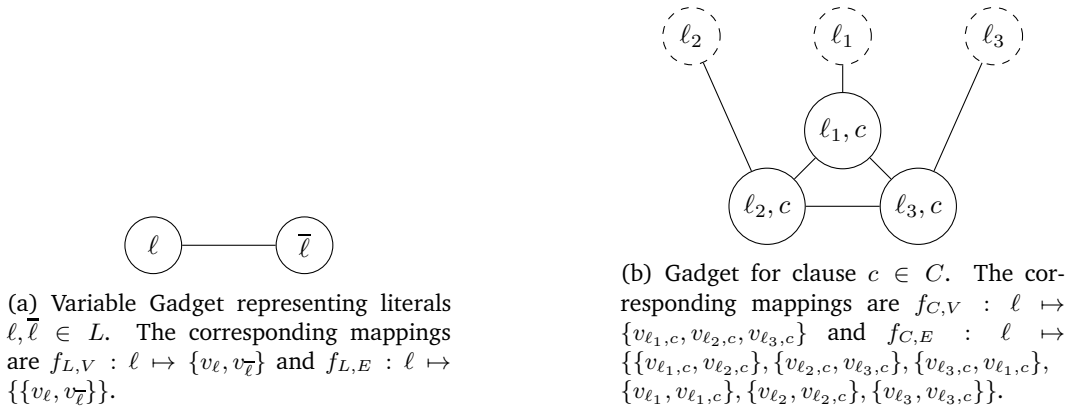 ℓ ℓ̅
(a) Variable Gadget representing literals
ℓ, ℓ̅ ∈ L. The corresponding mappings
are f_{L,V} : ℓ ↦ {v_ℓ, v_ℓ̅} and f_{L,E} : ℓ ↦
{{v_ℓ, v_ℓ̅}}.
ℓ₂ ℓ₁ ℓ₃
ℓ₁, c
ℓ₂, c ℓ₃, c
(b) Gadget for clause c ∈ C. The cor-
responding mappings are f_{C,V} : ℓ ↦
{v_{ℓ₁,c}, v_{ℓ₂,c}, v_{ℓ₃,c}} and f_{C,E} : ℓ ↦
{{v_{ℓ₁,c}, v_{ℓ₂,c}}, {v_{ℓ₂,c}, v_{ℓ₃,c}}, {v_{ℓ₃,c}, v_{ℓ₁,c}},
{v_{ℓ₁}, v_{ℓ₁,c}}, {v_{ℓ₂}, v_{ℓ₂,c}}, {v_{ℓ₃}, v_{ℓ₃,c}}}.